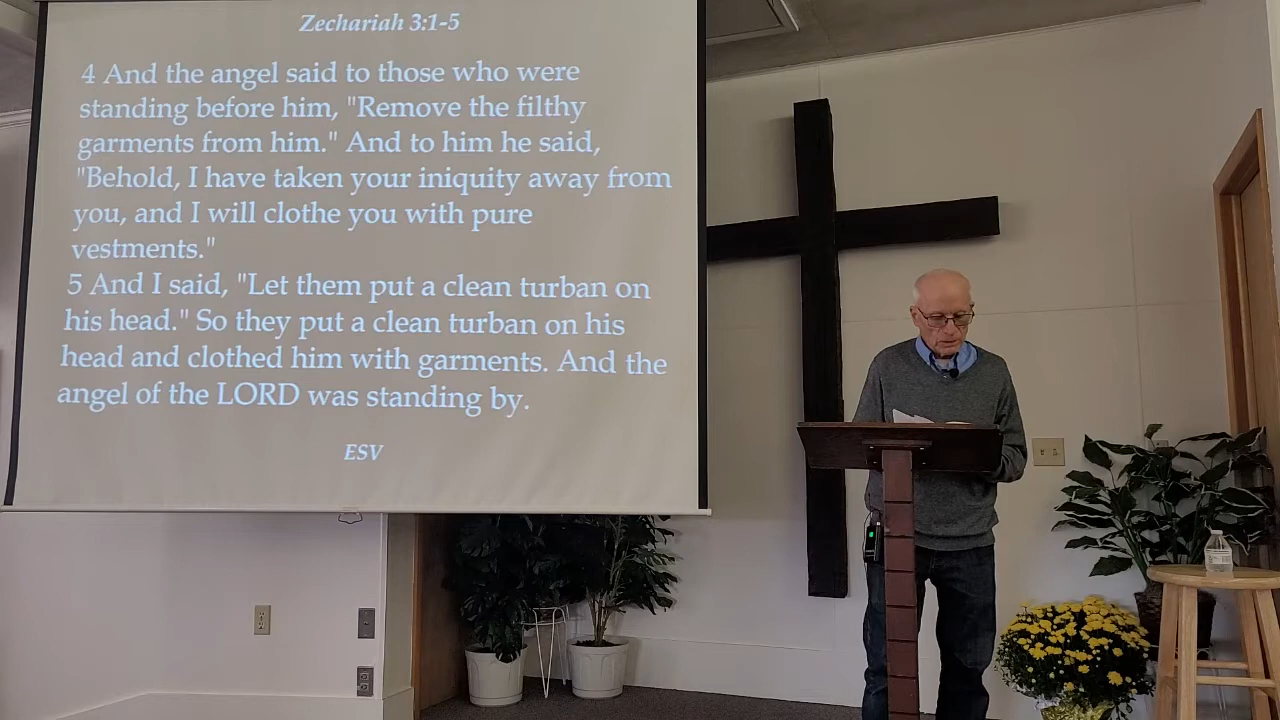 Zechariah 3:1-5
4 And the angel said to those who were
standing before him, "Remove the filthy
garments from him." And to him he said,
"Behold, I have taken your iniquity away from
you, and I will clothe you with pure
vestments."
5 And I said, "Let them put a clean turban on
his head." So they put a clean turban on his
head and clothed him with garments. And the
angel of the LORD was standing by.
ESV